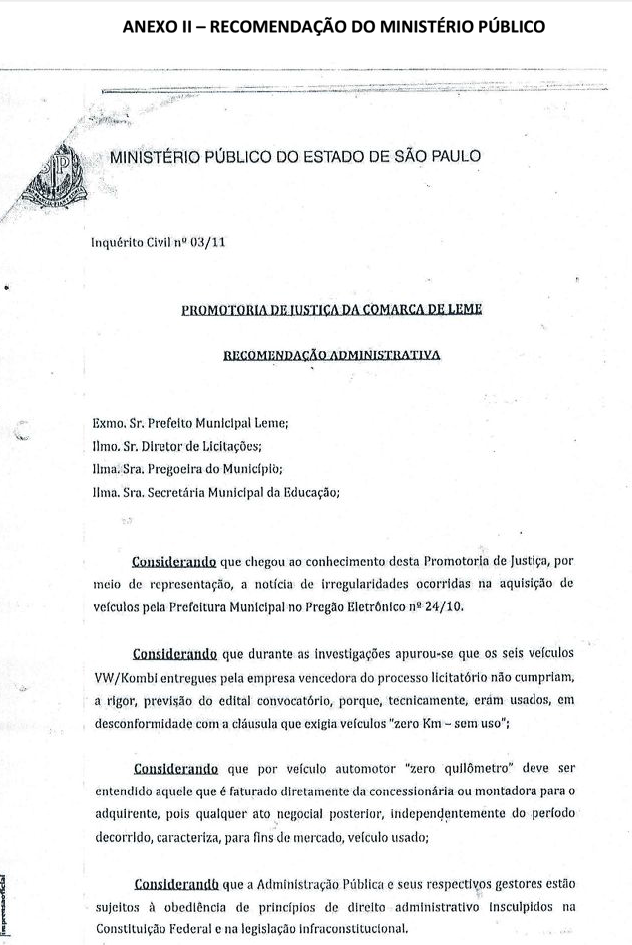 ANEXO II – RECOMENDAÇÃO DO MINISTÉRIO PÚBLICO
MINISTÉRIO PÚBLICO DO ESTADO DE SÃO PAULO
Inquérito Civil nº 03/11
PROMOTORIA DE JUSTIÇA DA COMARCA DE LEME
RECOMENDAÇÃO ADMINISTRATIVA
Exmo. Sr. Prefeito Municipal Leme;
Ilmo. Sr. Diretor de Licitações;
Ilma. Sra. Pregoeira do Município;
Ilma. Sra. Secretária Municipal da Educação;
Considerando que chegou ao conhecimento desta Promotoria de Justiça, por
meio de representação, a notícia de irregularidades ocorridas na aquisição de
veículos pela Prefeitura Municipal no Pregão Eletrônico nº 24/10.
Considerando que durante as investigações apurou-se que os seis veículos
VW/Kombi entregues pela empresa vencedora do processo licitatório não cumpriam,
a rigor, previsão do edital convocatório, porque, tecnicamente, eram usados, em
desconformidade com a cláusula que exigia veículos "zero Km – sem uso";
Considerando que por veículo automotor "zero quilômetro" deve ser
entendido aquele que é faturado diretamente da concessionária ou montadora para o
adquirente, pois qualquer ato negocial posterior, independentemente do período
decorrido, caracteriza, para fins de mercado, veículo usado;
Considerando que a Administração Pública e seus respectivos gestores estão
sujeitos à obediência de princípios de direito administrativo insculpidos na
Constituição Federal e na legislação infraconstitucional.
imprensaoficial